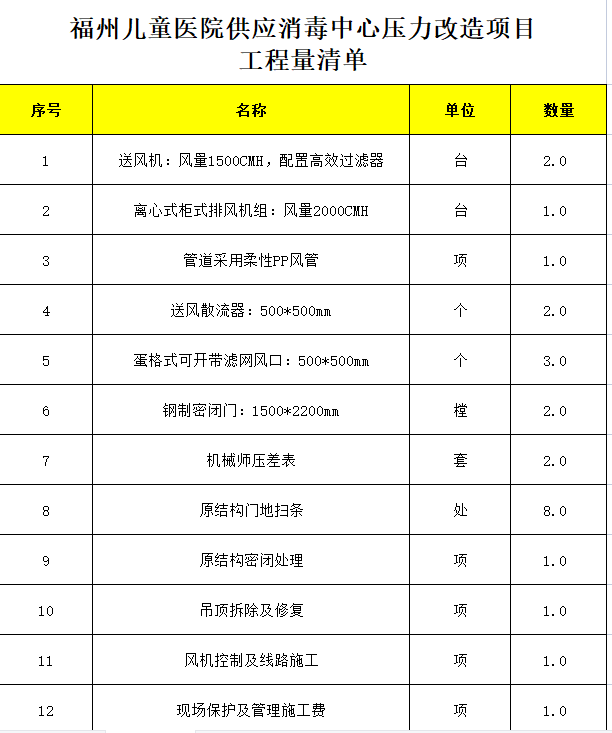 福州儿童医院供应消毒中心压力改造项目
工程量清单
序号 名称 单位 数量
1 送风机：风量1500CMH，配置高效过滤器 台 2.0
2 离心式柜式排风机组：风量2000CMH 台 1.0
3 管道采用柔性PP风管 项 1.0
4 送风散流器：500*500mm 个 2.0
5 蛋格式可开带滤网风口：500*500mm 个 3.0
6 钢制密闭门：1500*2200mm 樘 2.0
7 机械师压差表 套 2.0
8 原结构门地扫条 处 8.0
9 原结构密闭处理 项 1.0
10 吊顶拆除及修复 项 1.0
11 风机控制及线路施工 项 1.0
12 现场保护及管理施工费 项 1.0